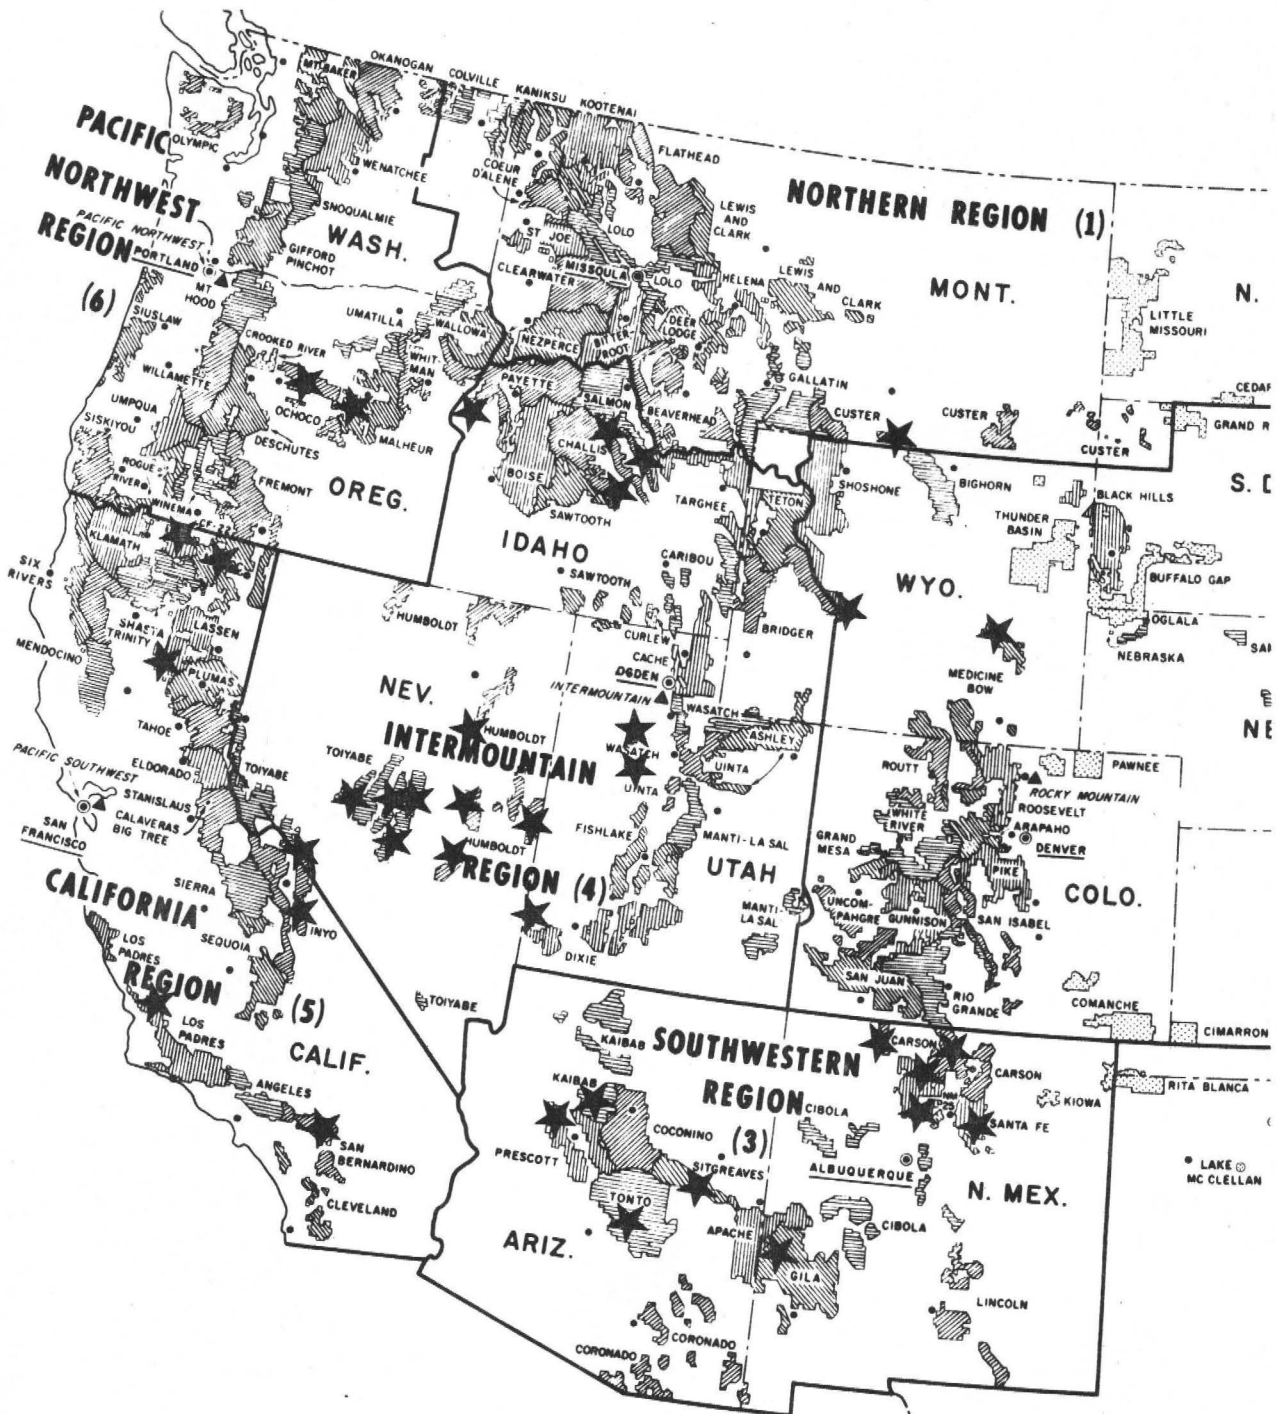 OKANOGAN
COLVILLE
KANIKSU
KOOTENAI
MT. BAKER
PACIFIC
NORTHWEST
REGION
(6)
OLYMPIC
WENATCHEE
COEUR
D'ALENE
FLATHEAD
NORTHERN REGION (1)
SNOQUALMIE
WASH.
PACIFIC NORTHWEST
PORTLAND
GIFFORD
PINCHOT
MT
HOOD
ST JOE
LOLO
LEWIS
AND
CLARK
CLEARWATER
MISSOULA
LOLO
HELENA
LEWIS
AND
CLARK
MONT.
N.
LITTLE
MISSOURI
SIUSLAW
UMATILLA
WALLOWA
NEZPERCE
BITTER
ROOT
DEER
LODGE
CROOKED RIVER
WHIT-
MAN
WILLAMETTE
OCHOCO
MALHEUR
PAYETTE
SALMON
BEAVERHEAD
GALLATIN
CUSTER
CUSTER
CUSTER
CEDAR
GRAND R
UMPQUA
SISKIYOU
DESCHUTES
CHALLIS
ROGUE
RIVER
FREMONT
OREG.
BOISE
SAWTOOTH
TARGHEE
TETON
SHOSHONE
BIGHORN
BLACK HILLS
S. D
WINEMA
CF-22
KLAMATH
IDAHO
THUNDER
BASIN
SIX
RIVERS
SAWTOOTH
CARIBOU
WYO.
BUFFALO GAP
HUMBOLDT
CURLEW
BRIDGER
OGLALA
NEBRASKA
SHASTA
TRINITY
LASSEN
MENDOCINO
PLUMAS
CACHE
OGDEN
INTERMOUNTAIN
MEDICINE
BOW
NEV.
WASATCH
ASHLEY
NE
TAHOE
HUMBOLDT
INTERMOUNTAIN
WASATCH
UINTA
UINTA
PACIFIC SOUTHWEST
ELDORADO
TOIYABE
TOIYABE
ROUTT
PAWNEE
ROCKY MOUNTAIN
STANISLAUS
CALAVERAS
BIG TREE
SAN
FRANCISCO
FISHLAKE
MANTI-LA SAL
WHITE
RIVER
ROOSEVELT
ARAPAHO
DENVER
GRAND
MESA
HUMBOLDT
REGION (4)
UTAH
PIKE
COLO.
CALIFORNIA
SIERRA
MANTI-
LA SAL
UNCOM-
PAHGRE
GUNNISON
SAN ISABEL
SEQUOIA
INYO
LOS
PADRES
DIXIE
SAN JUAN
REGION
(5)
TOIYABE
RIO
GRANDE
COMANCHE
CIMARRON
LOS
PADRES
CALIF.
KAIBAB
SOUTHWESTERN
REGION
(3)
CARSON
CARSON
ANGELES
KAIBAB
CIBOLA
NM
25
KIOWA
RITA BLANCA
COCONINO
SANTA FE
SAN
BERNARDINO
PRESCOTT
SITGREAVES
ALBUQUERQUE
LAKE
MC CLELLAN
CLEVELAND
TONTO
N. MEX.
ARIZ.
APACHE
CIBOLA
GILA
LINCOLN
CORONADO
CORONADO